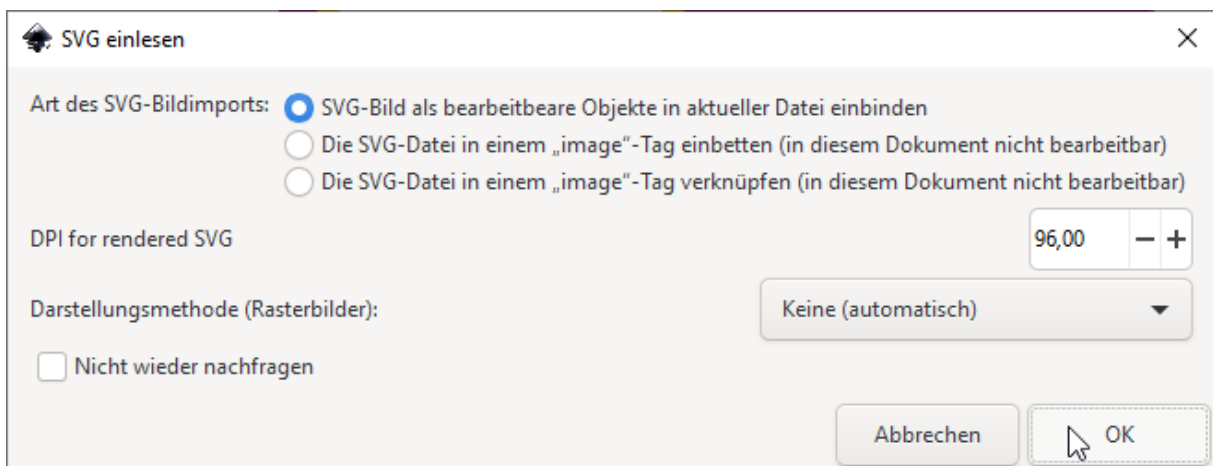 SVG einlesen
Art des SVG-Bildimports:
SVG-Bild als bearbeitbeare Objekte in aktueller Datei einbinden
Die SVG-Datei in einem „image“-Tag einbetten (in diesem Dokument nicht bearbeitbar)
Die SVG-Datei in einem „image“-Tag verknüpfen (in diesem Dokument nicht bearbeitbar)
DPI for rendered SVG
96,00
Darstellungsmethode (Rasterbilder):
Keine (automatisch)
Nicht wieder nachfragen
Abbrechen
OK